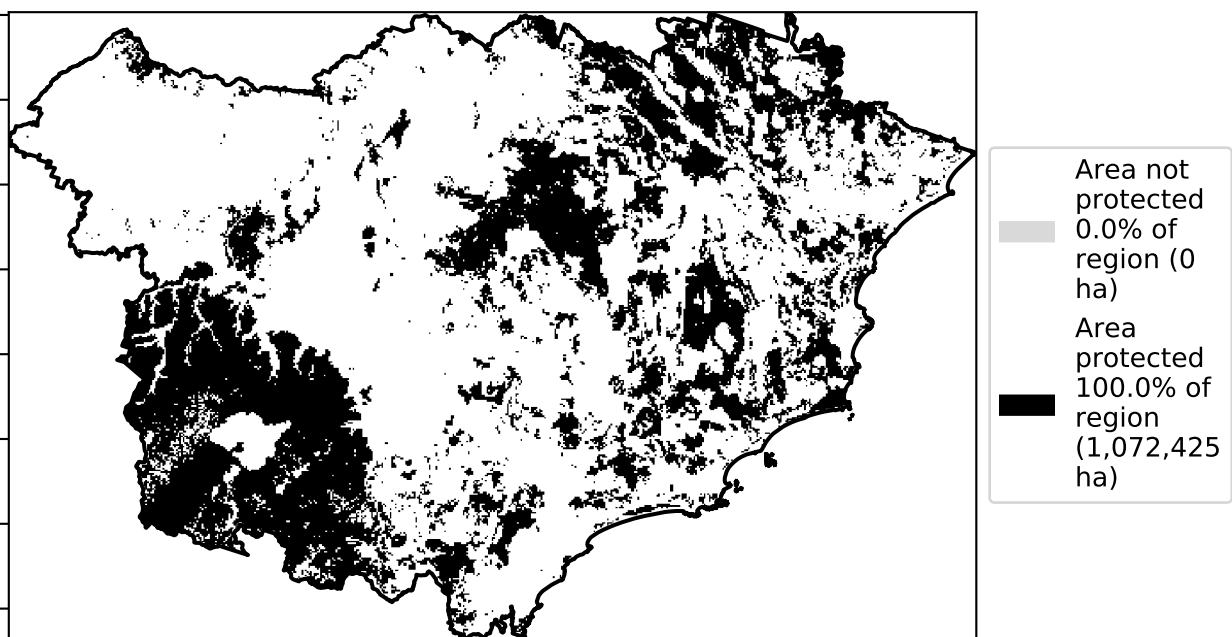 Area not
protected
0.0% of
region (0
ha)
Area
protected
100.0% of
region
(1,072,425
ha)